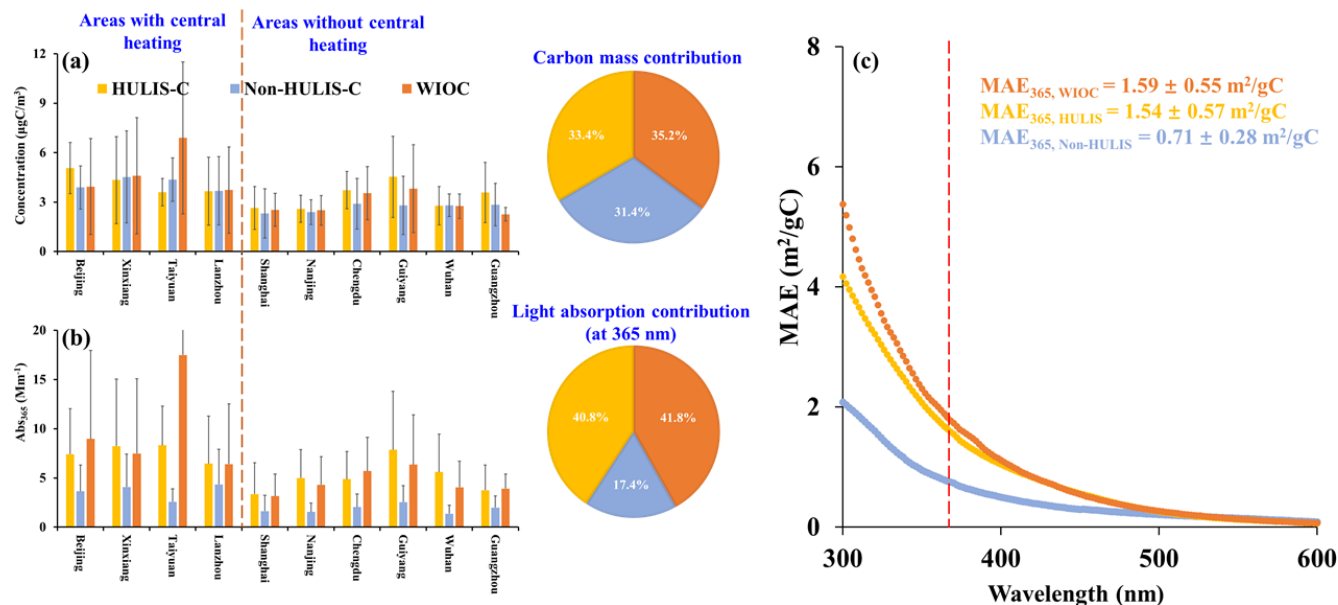 Areas with central
heating
Areas without central
heating
(a)
HULIS-C
Non-HULIS-C
WIOC
Concentration (µgC/m³)
12
9
6
3
0
Beijing
Xinxiang
Taiyuan
Lanzhou
Shanghai
Nanjing
Chengdu
Guiyang
Wuhan
Guangzhou
Carbon mass contribution
33.4%
35.2%
31.4%
(b)
Abs₃₆₅ (Mm⁻¹)
20
15
10
5
0
Beijing
Xinxiang
Taiyuan
Lanzhou
Shanghai
Nanjing
Chengdu
Guiyang
Wuhan
Guangzhou
Light absorption contribution
(at 365 nm)
40.8%
41.8%
17.4%
(c)
MAE₃₆₅, WIOC = 1.59 ± 0.55 m²/gC
MAE₃₆₅, HULIS = 1.54 ± 0.57 m²/gC
MAE₃₆₅, Non-HULIS = 0.71 ± 0.28 m²/gC
MAE (m²/gC)
8
6
4
2
0
300
400
500
600
Wavelength (nm)